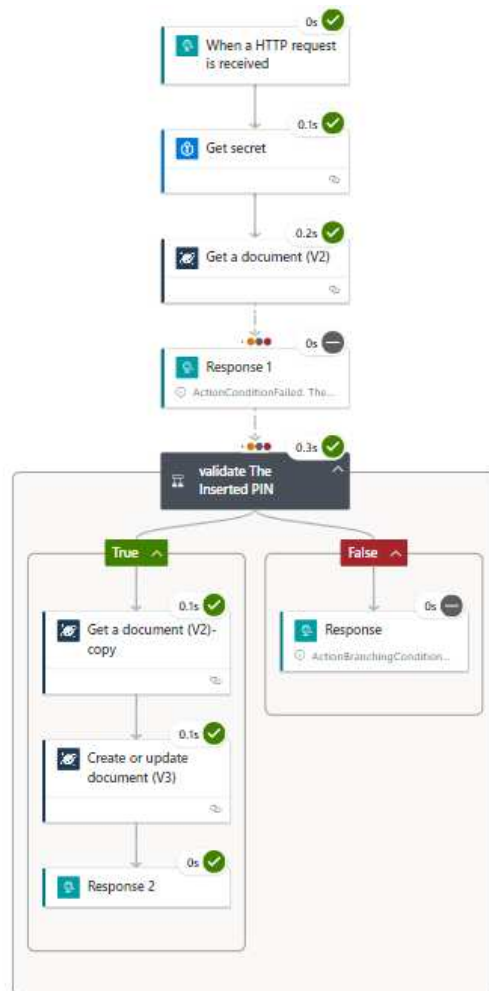 0s
When a HTTP request
is received
0.1s
Get secret
0.2s
Get a document (V2)
0s
Response 1
ActionConditionFailed. The...
0.3s
validate The
Inserted PIN
True
False
0.1s
Get a document (V2)-
copy
0s
Response
ActionBranchingCondition...
0.1s
Create or update
document (V3)
0s
Response 2